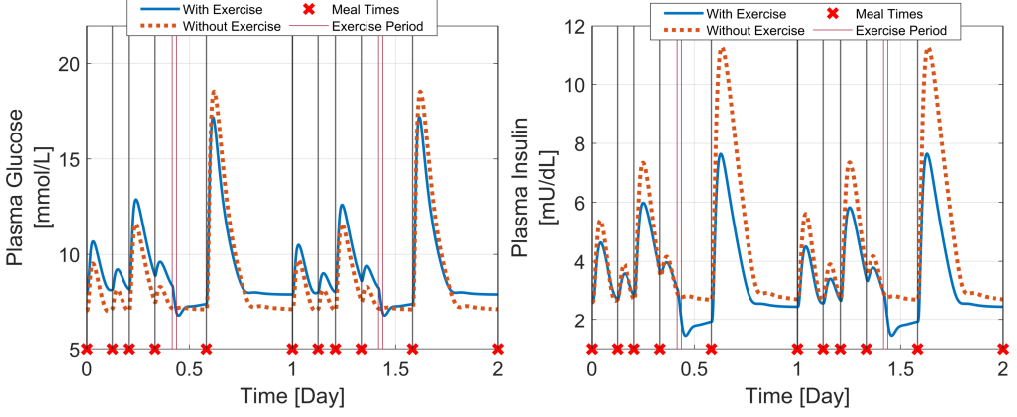 With Exercise
Without Exercise
Meal Times
Exercise Period
Plasma Glucose
[mmol/L]
20
15
10
5
0
0.5
1
1.5
2
Time [Day]
With Exercise
Without Exercise
Meal Times
Exercise Period
Plasma Insulin
[mU/dL]
12
10
8
6
4
2
0
0.5
1
1.5
2
Time [Day]